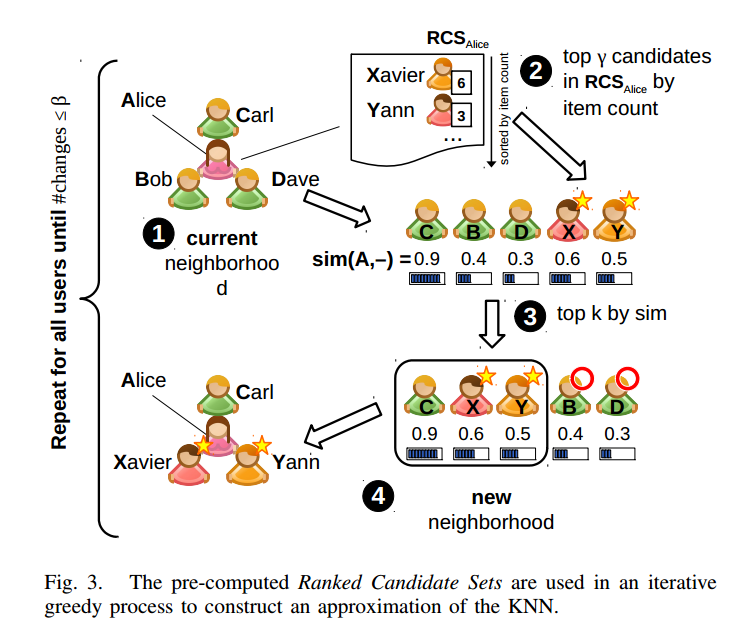 Repeat for all users until #changes ≤ β
Alice
Carl
Bob
Dave
1 current
neighborhoo
d
RCSAlice
Xavier 6
Yann 3
...
sorted by item count
2 top γ candidates
in RCSAlice by
item count
C B D X Y
sim(A,–) = 0.9 0.4 0.3 0.6 0.5
3 top k by sim
C X Y B D
0.9 0.6 0.5 0.4 0.3
4 new
neighborhood
Alice
Carl
Xavier
Yann
Fig. 3. The pre-computed Ranked Candidate Sets are used in an iterative
greedy process to construct an approximation of the KNN.